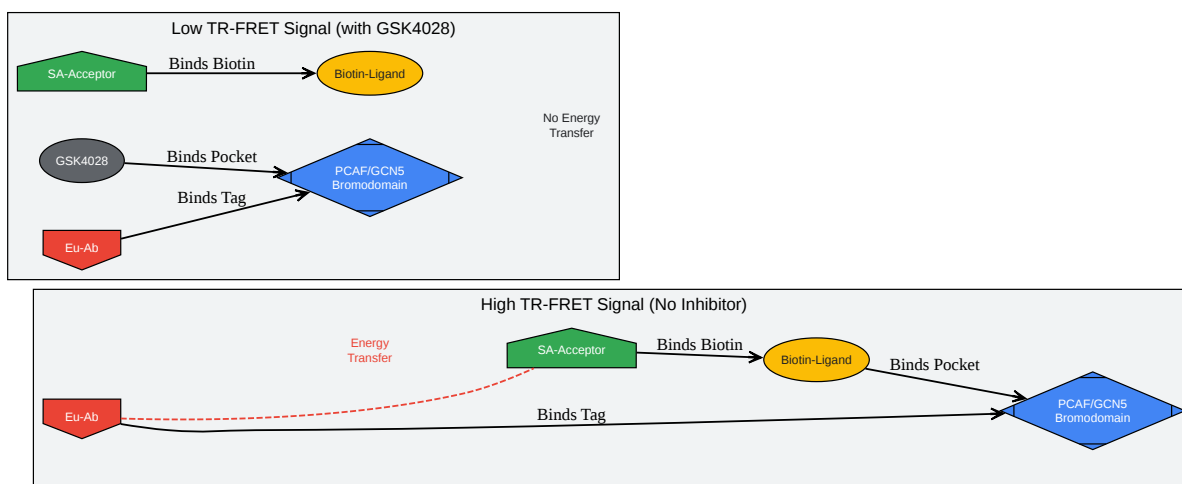 Low TR-FRET Signal (with GSK4028)
SA-Acceptor
Binds Biotin
Biotin-Ligand
No Energy
Transfer
GSK4028
Binds Pocket
PCAF/GCN5
Bromodomain
Binds Tag
Eu-Ab
High TR-FRET Signal (No Inhibitor)
Energy
Transfer
SA-Acceptor
Binds Biotin
Biotin-Ligand
Binds Pocket
Eu-Ab
Binds Tag
PCAF/GCN5
Bromodomain